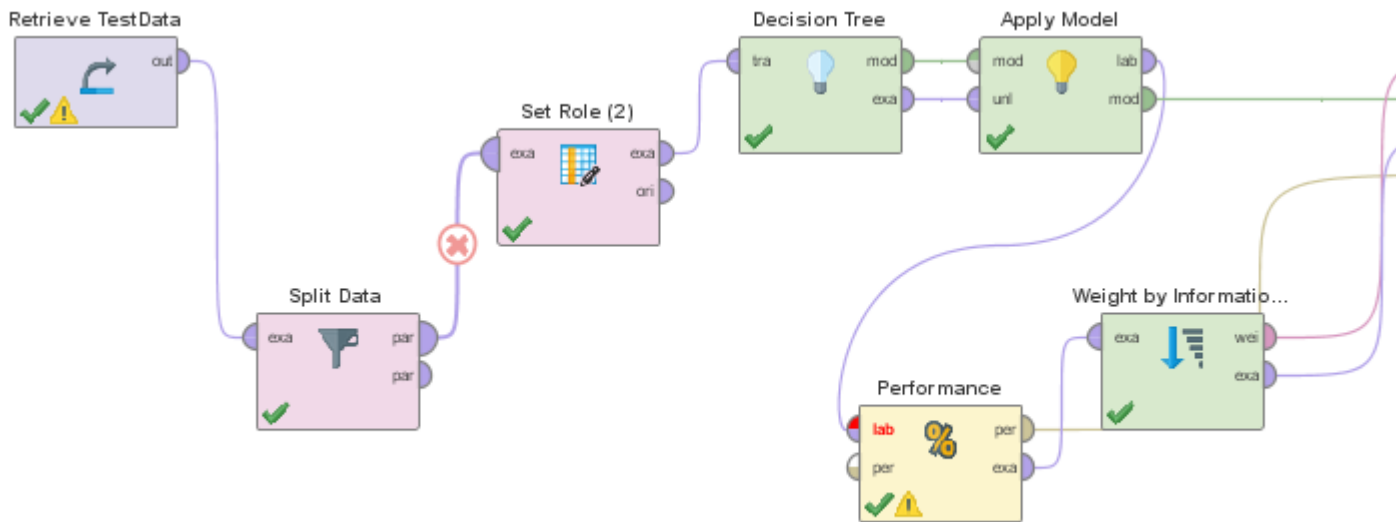 Retrieve TestData
out
Split Data
exa
par
par
Set Role (2)
exa
exa
ori
Decision Tree
tra
mod
exa
Apply Model
mod
lab
unl
mod
Performance
lab
per
per
exa
%
Weight by Informatio...
exa
wei
exa